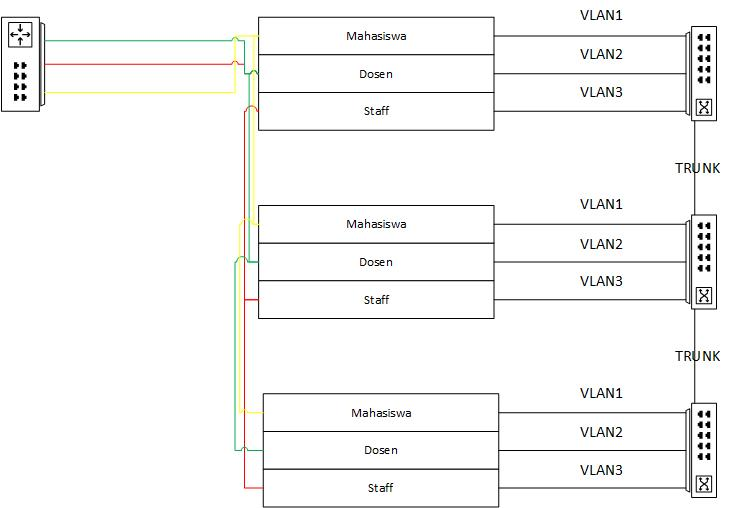 VLAN1
Mahasiswa
VLAN2
Dosen
VLAN3
Staff
TRUNK
VLAN1
Mahasiswa
VLAN2
Dosen
VLAN3
Staff
TRUNK
VLAN1
Mahasiswa
VLAN2
Dosen
VLAN3
Staff